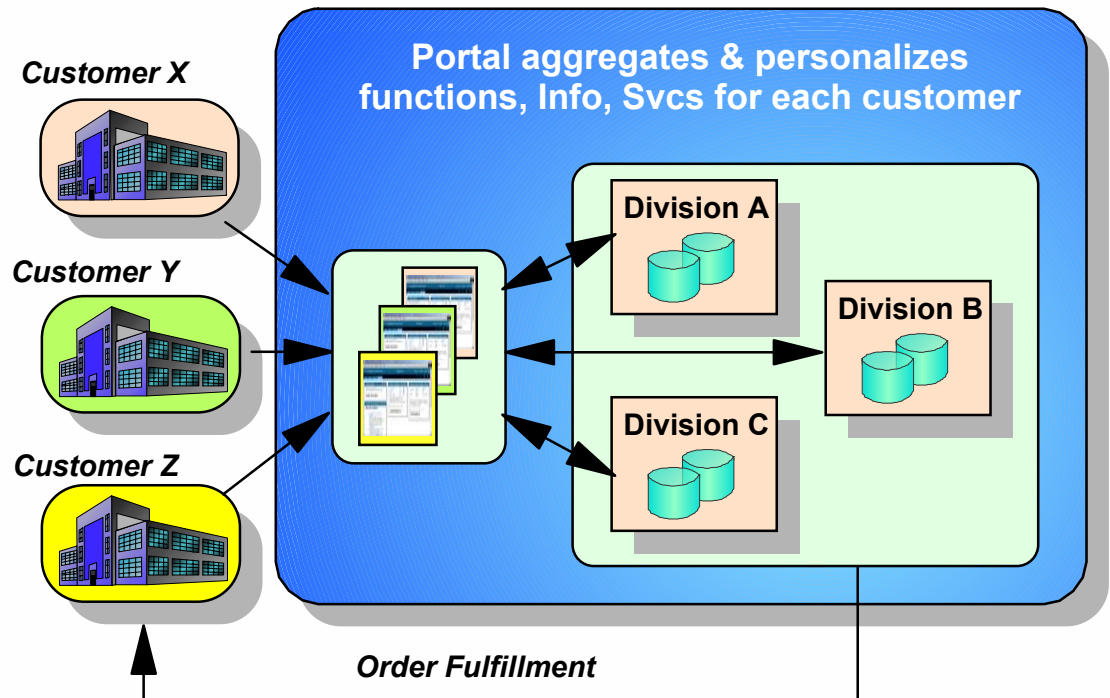 Portal aggregates & personalizes
functions, Info, Svcs for each customer
Customer X
Customer Y
Customer Z
Division A
Division B
Division C
Order Fulfillment